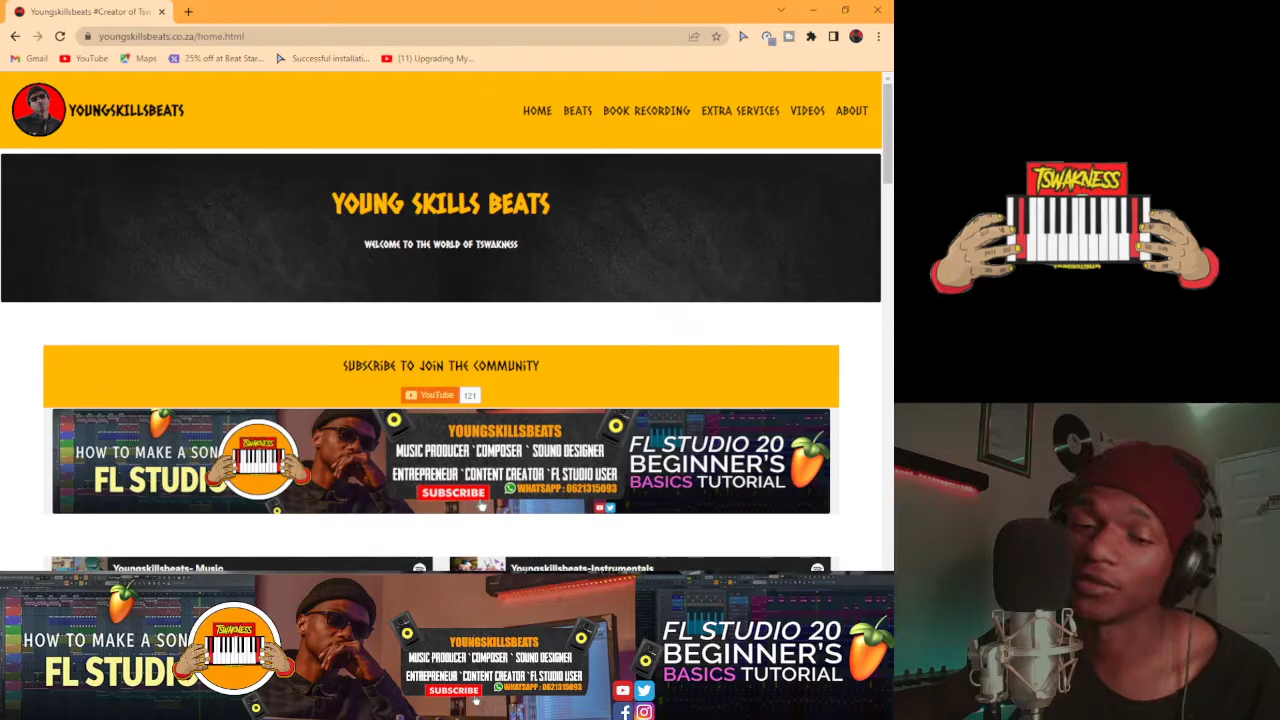 Youngskillsbeats #Creator of Tsw
youngskillsbeats.co.za/home.html
Gmail
YouTube
Maps
25% off at Beat Star...
Successful installati...
(11) Upgrading My...
YOUNGSKILLSBEATS
HOME BEATS BOOK RECORDING EXTRA SERVICES VIDEOS ABOUT
YOUNG SKILLS BEATS
WELCOME TO THE WORLD OF TSWAKNESS
SUBSCRIBE TO JOIN THE COMMUNITY
YouTube 121
HOW TO MAKE A SON
FL STUDIO
TSWAKNESS
YOUNGSKILLSBEATS
MUSIC PRODUCER `COMPOSER ` SOUND DESIGNER
ENTREPRENEUR `CONTENT CREATOR `FL STUDIO USER
SUBSCRIBE
WHATSAPP : 0621315093
FL STUDIO 20
BEGINNER'S
BASICS TUTORIAL
Youngskillsbeats- Music
Youngskillsbeats-Instrumentals
HOW TO MAKE A SON
FL STUDI
TSWAKNESS
YOUNGSKILLSBEATS
MUSIC PRODUCER `COMPOSER ` SOUND DESIGNER
ENTREPRENEUR `CONTENT CREATOR `FL STUDIO USER
SUBSCRIBE
WHATSAPP : 0621315093
FL STUDIO 20
BEGINNER'S
BASICS TUTORIAL
TSWAKNESS
YOUNGSKILLSBEATS